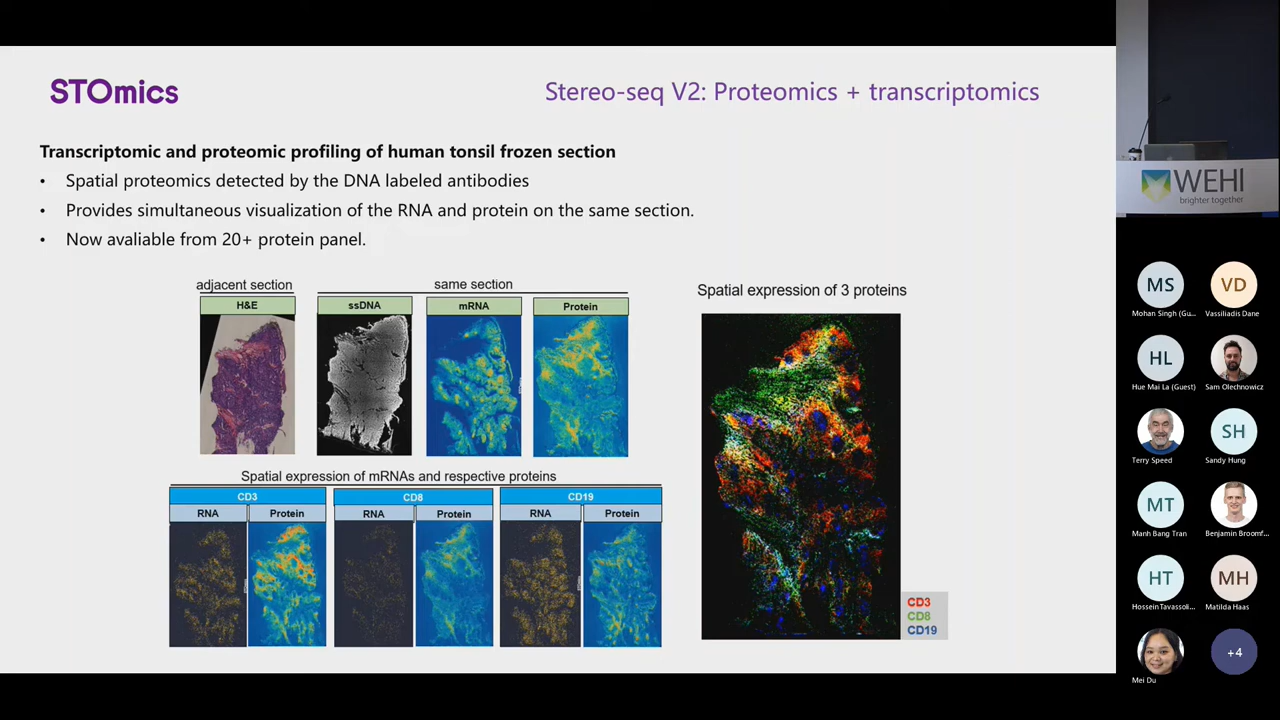 STOmics
Stereo-seq V2: Proteomics + transcriptomics
Transcriptomic and proteomic profiling of human tonsil frozen section
• Spatial proteomics detected by the DNA labeled antibodies
• Provides simultaneous visualization of the RNA and protein on the same section.
• Now avaliable from 20+ protein panel.
adjacent section
same section
H&E
ssDNA
mRNA
Protein
Spatial expression of mRNAs and respective proteins
CD3
CD8
CD19
RNA
Protein
RNA
Protein
RNA
Protein
Spatial expression of 3 proteins
CD3
CD8
CD19
WEHI
brighter together
MS
VD
Mohan Singh (Gu...
Vassiliadis Dane
HL
Hue Mai La (Guest)
Sam Olechnowicz
SH
Terry Speed
Sandy Hung
MT
Manh Bang Tran
Benjamin Broomf...
HT
MH
Hossein Tavassoli...
Matilda Haas
+4
Mei Du